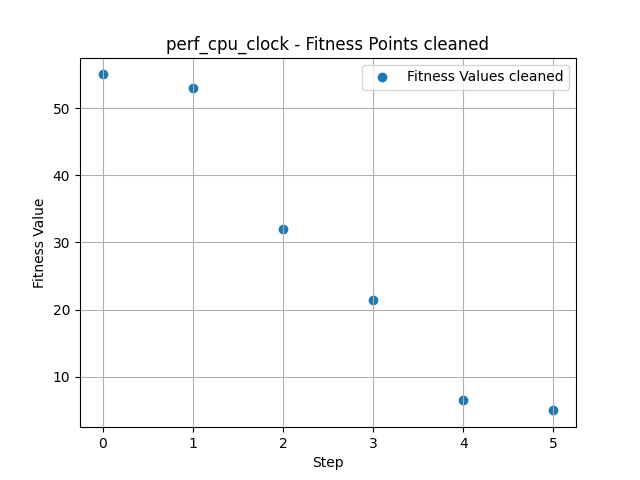 perf_cpu_clock - Fitness Points cleaned
Fitness Values cleaned
Fitness Value
50
40
30
20
10
0 1 2 3 4 5
Step